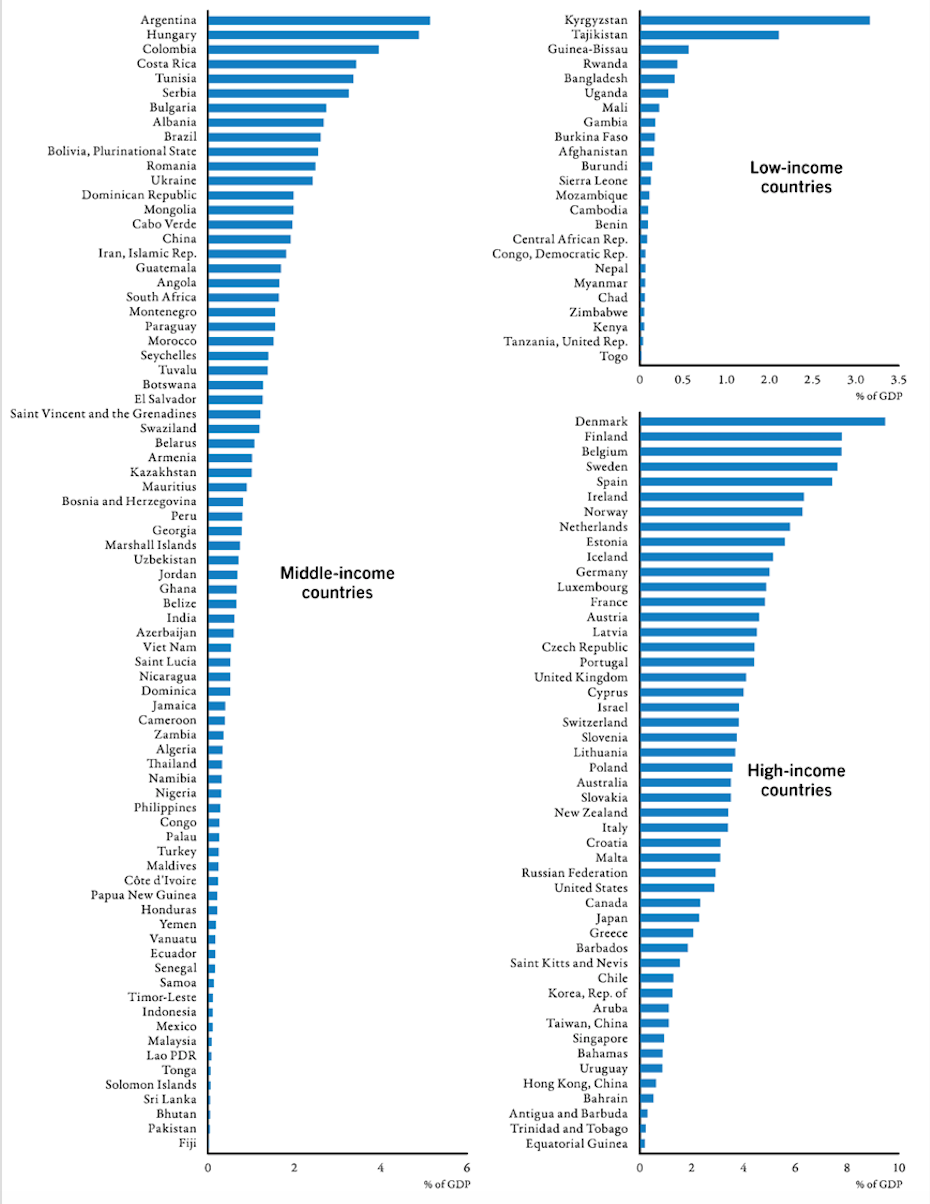 Argentina
Hungary
Colombia
Costa Rica
Tunisia
Serbia
Bulgaria
Albania
Brazil
Bolivia, Plurinational State
Romania
Ukraine
Dominican Republic
Mongolia
Cabo Verde
China
Iran, Islamic Rep.
Guatemala
Angola
South Africa
Montenegro
Paraguay
Morocco
Seychelles
Tuvalu
Botswana
El Salvador
Saint Vincent and the Grenadines
Swaziland
Belarus
Armenia
Kazakhstan
Mauritius
Bosnia and Herzegovina
Peru
Georgia
Marshall Islands
Uzbekistan
Jordan
Ghana
Belize
India
Azerbaijan
Viet Nam
Saint Lucia
Nicaragua
Dominica
Jamaica
Cameroon
Zambia
Algeria
Thailand
Namibia
Nigeria
Philippines
Congo
Palau
Turkey
Maldives
Côte d'Ivoire
Papua New Guinea
Honduras
Yemen
Vanuatu
Ecuador
Senegal
Samoa
Timor-Leste
Indonesia
Mexico
Malaysia
Lao PDR
Tonga
Solomon Islands
Sri Lanka
Bhutan
Pakistan
Fiji
Middle-income
countries
0 2 4 6
% of GDP
Kyrgyzstan
Tajikistan
Guinea-Bissau
Rwanda
Bangladesh
Uganda
Mali
Gambia
Burkina Faso
Afghanistan
Burundi
Sierra Leone
Mozambique
Cambodia
Benin
Central African Rep.
Congo, Democratic Rep.
Nepal
Myanmar
Chad
Zimbabwe
Kenya
Tanzania, United Rep.
Togo
Low-income
countries
0 0.5 1.0 2.0 2.0 3.0 3.5
% of GDP
Denmark
Finland
Belgium
Sweden
Spain
Ireland
Norway
Netherlands
Estonia
Iceland
Germany
Luxembourg
France
Austria
Latvia
Czech Republic
Portugal
United Kingdom
Cyprus
Israel
Switzerland
Slovenia
Lithuania
Poland
Australia
Slovakia
New Zealand
Italy
Croatia
Malta
Russian Federation
United States
Canada
Japan
Greece
Barbados
Saint Kitts and Nevis
Chile
Korea, Rep. of
Aruba
Taiwan, China
Singapore
Bahamas
Uruguay
Hong Kong, China
Bahrain
Antigua and Barbuda
Trinidad and Tobago
Equatorial Guinea
High-income
countries
0 2 4 6 8 10
% of GDP